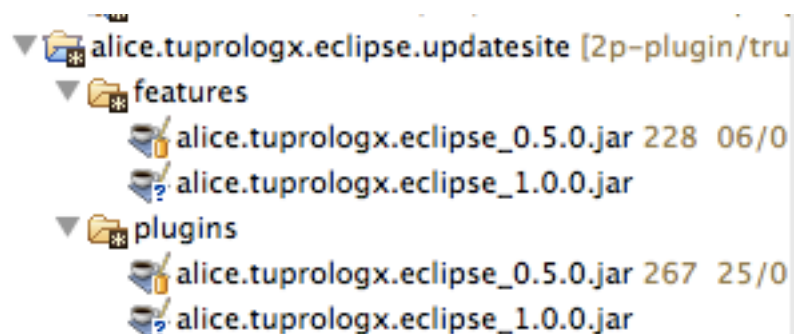 alice.tuprologx.eclipse.updatesite [2p-plugin/tru
features
alice.tuprologx.eclipse_0.5.0.jar 228 06/0
alice.tuprologx.eclipse_1.0.0.jar
plugins
alice.tuprologx.eclipse_0.5.0.jar 267 25/0
alice.tuprologx.eclipse_1.0.0.jar